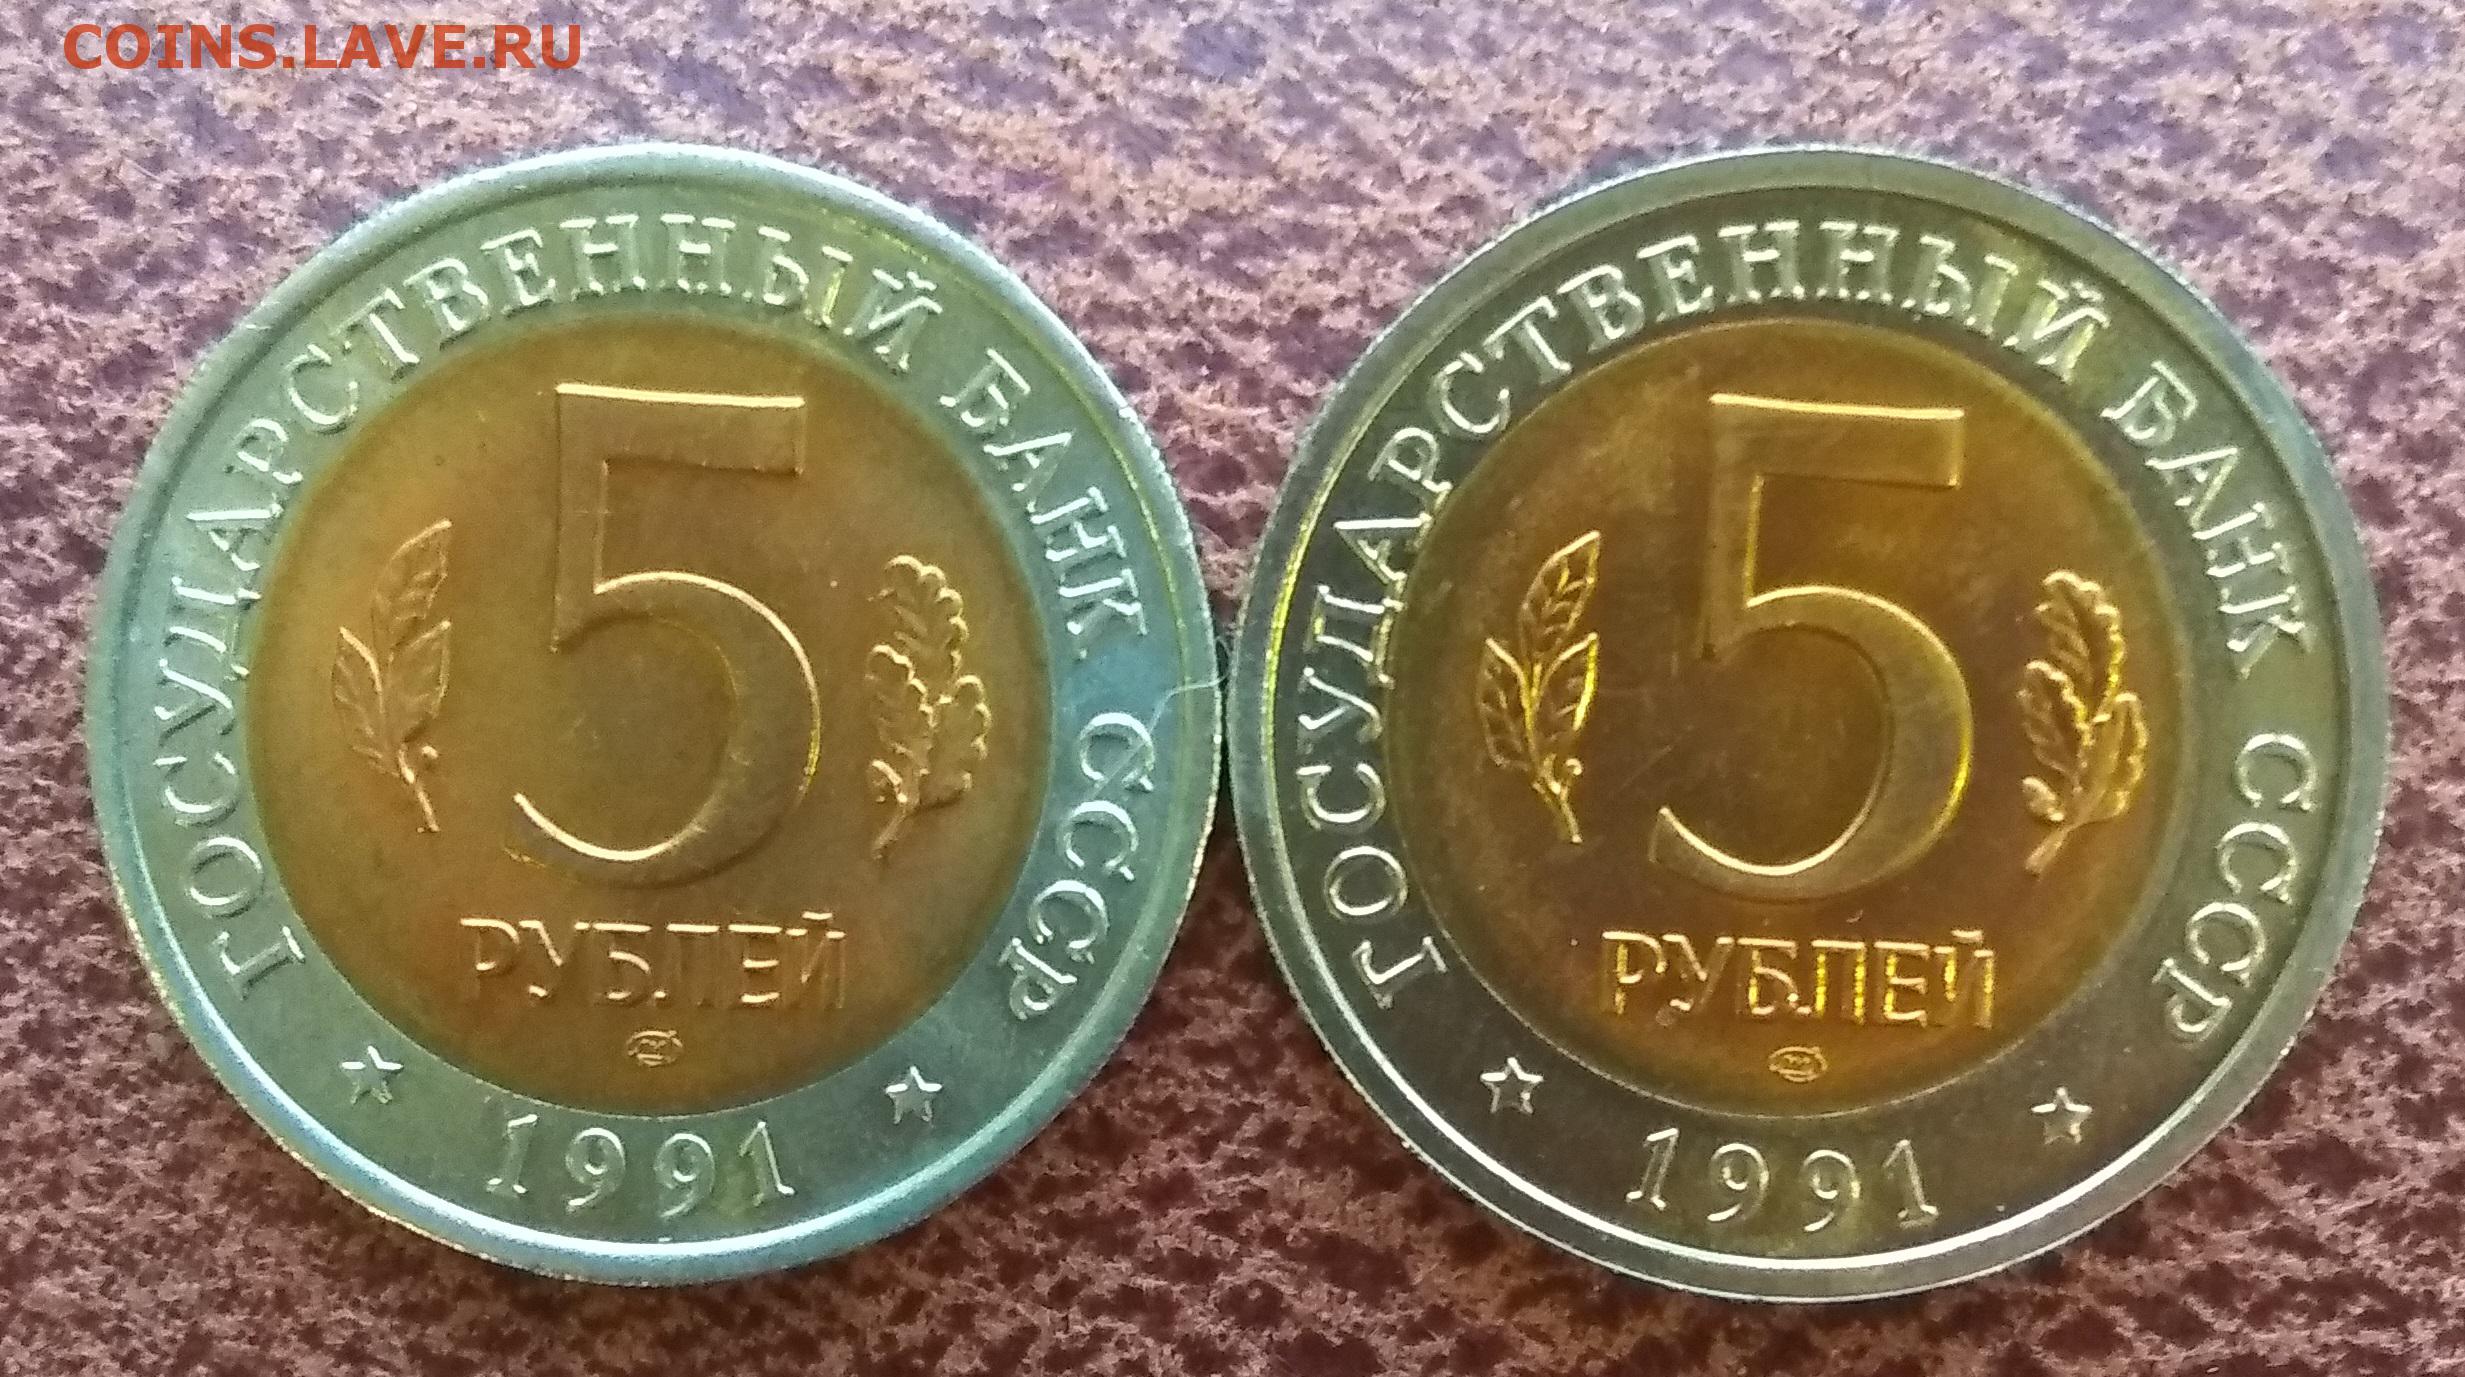 COINS.LAVE.RU
ГОСУДАРСТВЕННЫЙ БАНК СССР
5
РУБЛЕЙ
1991
ГОСУДАРСТВЕННЫЙ БАНК СССР
5
РУБЛЕЙ
1991